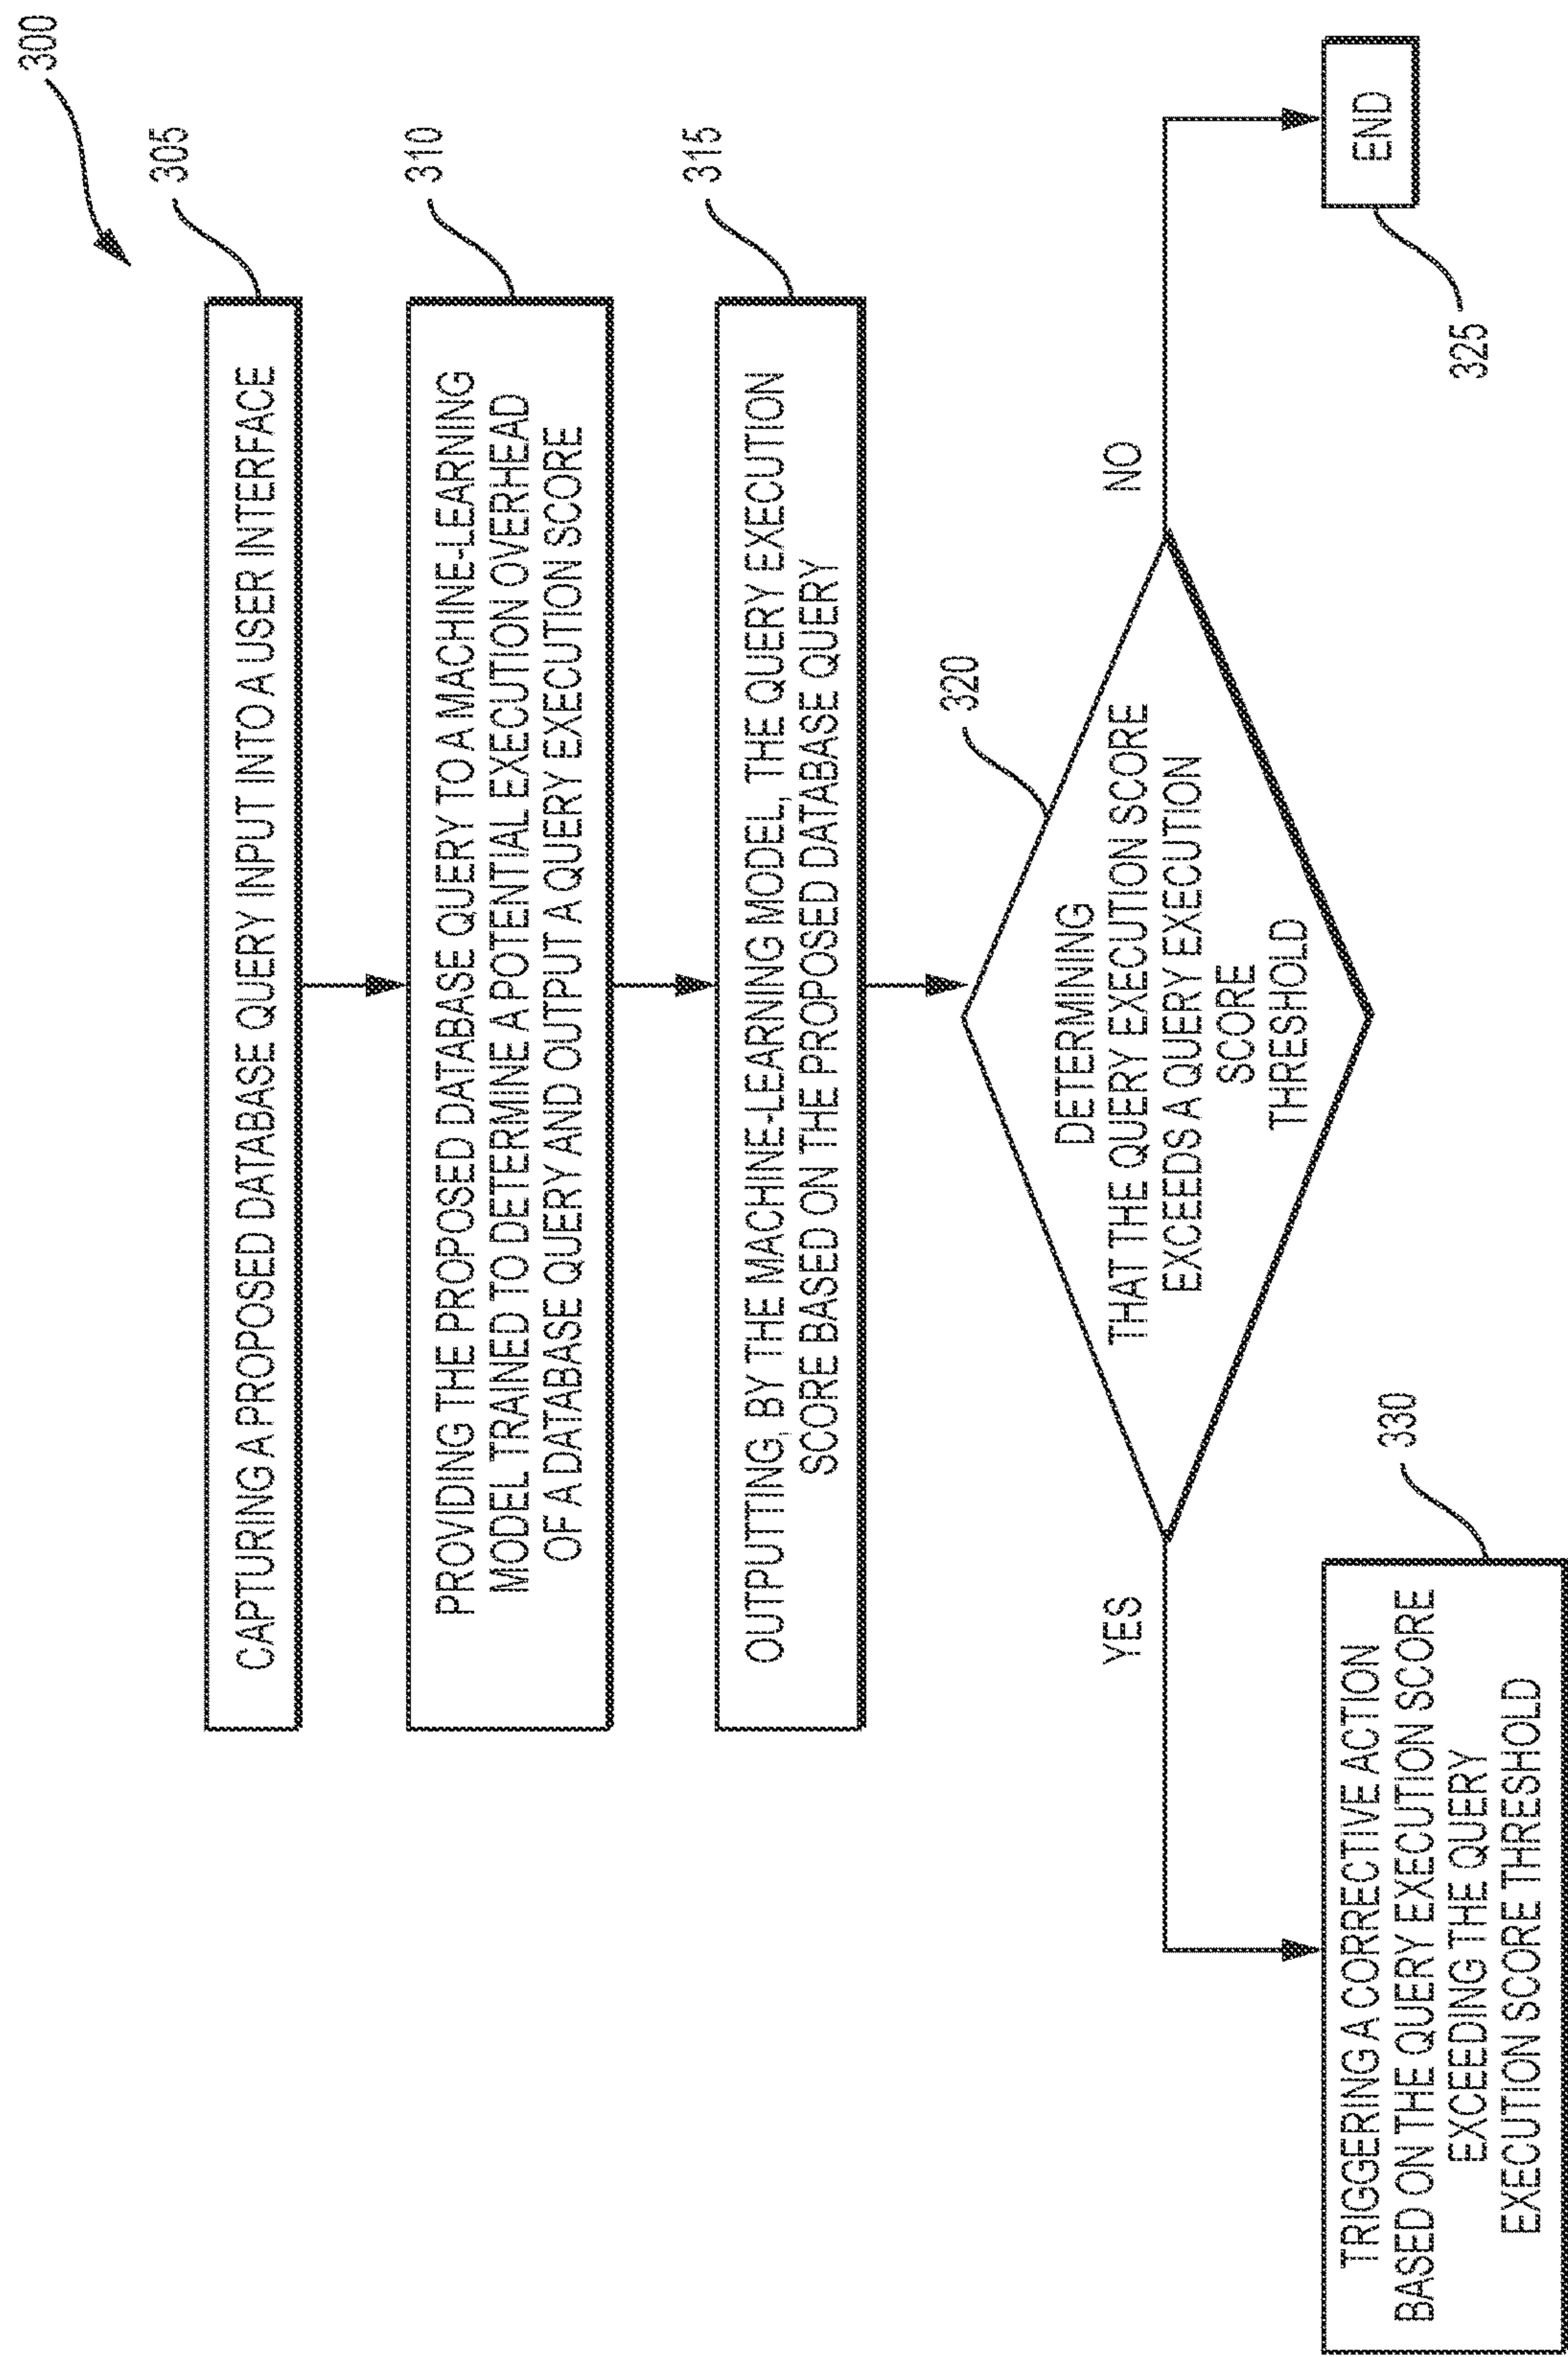 300
305
CAPTURING A PROPOSED DATABASE QUERY INPUT INTO A USER INTERFACE
310
PROVIDING THE PROPOSED DATABASE QUERY TO A MACHINE-LEARNING
MODEL TRAINED TO DETERMINE A POTENTIAL EXECUTION OVERHEAD
OF A DATABASE QUERY AND OUTPUT A QUERY EXECUTION SCORE
315
OUTPUTTING, BY THE MACHINE-LEARNING MODEL, THE QUERY EXECUTION
SCORE BASED ON THE PROPOSED DATABASE QUERY
320
DETERMINING
THAT THE QUERY EXECUTION SCORE
EXCEEDS A QUERY EXECUTION
SCORE
THRESHOLD
YES
NO
330
TRIGGERING A CORRECTIVE ACTION
BASED ON THE QUERY EXECUTION SCORE
EXCEEDING THE QUERY
EXECUTION SCORE THRESHOLD
END
325